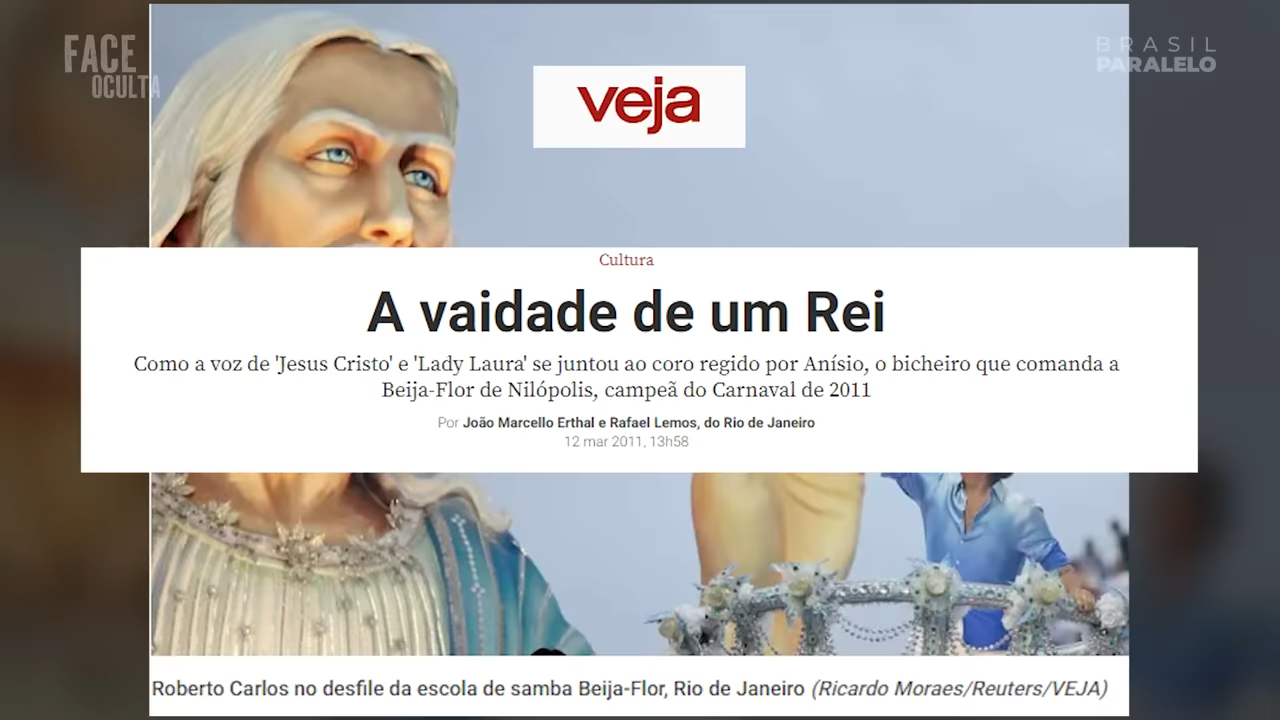 FACE
OCULTA
BRASIL
PARALELO
veja
Cultura
A vaidade de um Rei
Como a voz de 'Jesus Cristo' e 'Lady Laura' se juntou ao coro regido por Anísio, o bicheiro que comanda a
Beija-Flor de Nilópolis, campeã do Carnaval de 2011
Por João Marcello Erthal e Rafael Lemos, do Rio de Janeiro
12 mar 2011, 13h58
Roberto Carlos no desfile da escola de samba Beija-Flor, Rio de Janeiro (Ricardo Moraes/Reuters/VEJA)